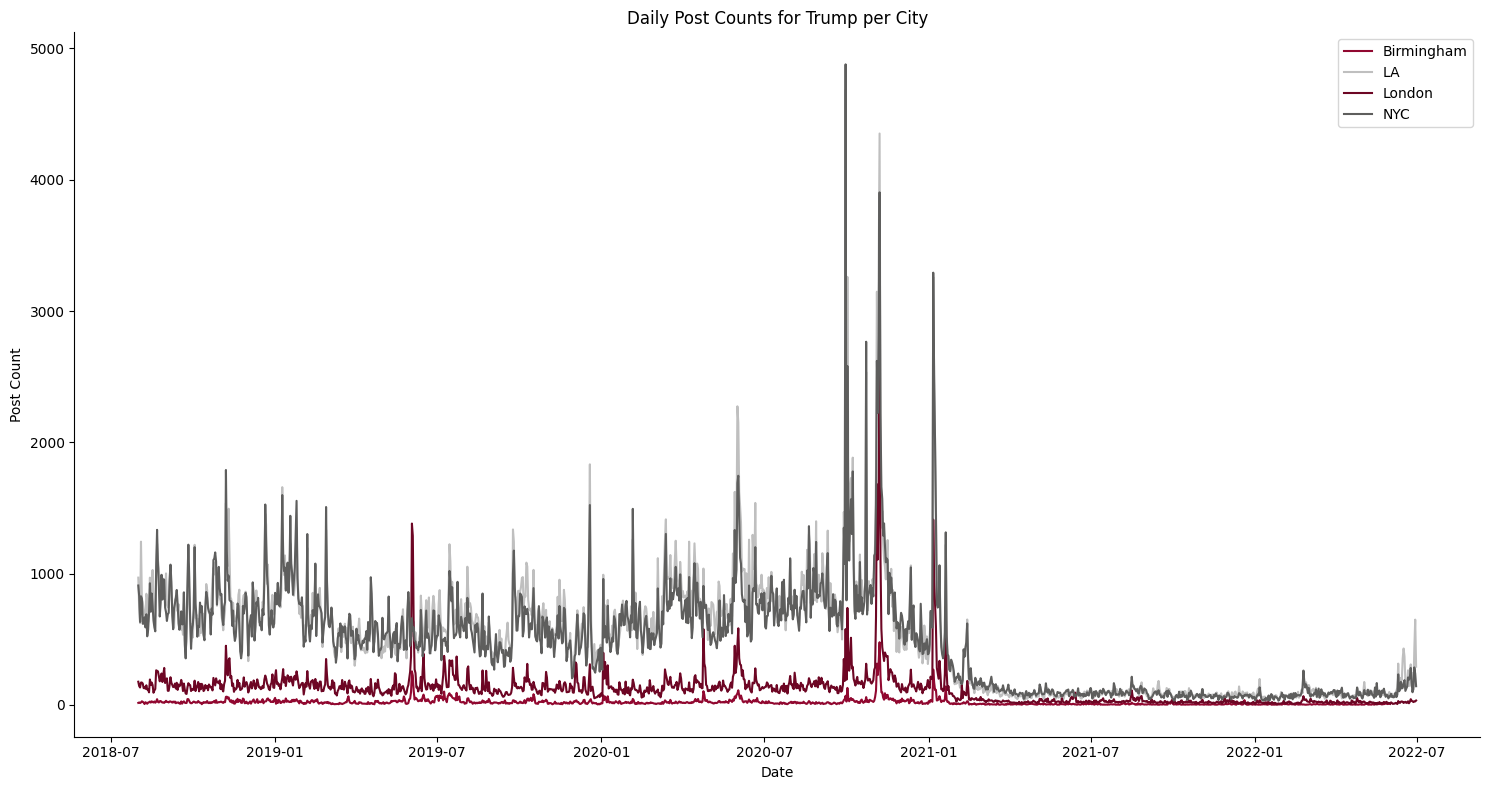 Daily Post Counts for Trump per City
Birmingham
LA
London
NYC
Post Count
5000
4000
3000
2000
1000
0
2018-07 2019-01 2019-07 2020-01 2020-07 2021-01 2021-07 2022-01 2022-07
Date